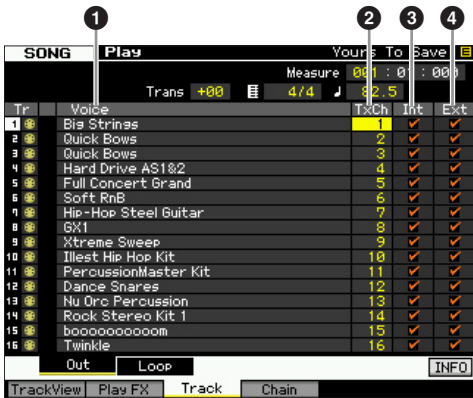 1 2 3 4
SONG Play Yours To Save E
Measure 001 : 01 : 000
Trans +00 4/4 82.5
Tr Voice TxCh Int Ext
1 Big Strings 1
2 Quick Bows 2
3 Quick Bows 3
4 Hard Drive AS1&2 4
5 Full Concert Grand 5
6 Soft RnB 6
7 Hip-Hop Steel Guitar 7
8 GX1 8
9 Xtreme Sweep 9
10 Illest Hip Hop Kit 10
11 PercussionMaster Kit 11
12 Dance Snares 12
13 Nu Orc Percussion 13
14 Rock Stereo Kit 1 14
15 booooooooom 15
16 Twinkle 16
Out Loop INFO
TrackView Play FX Track Chain